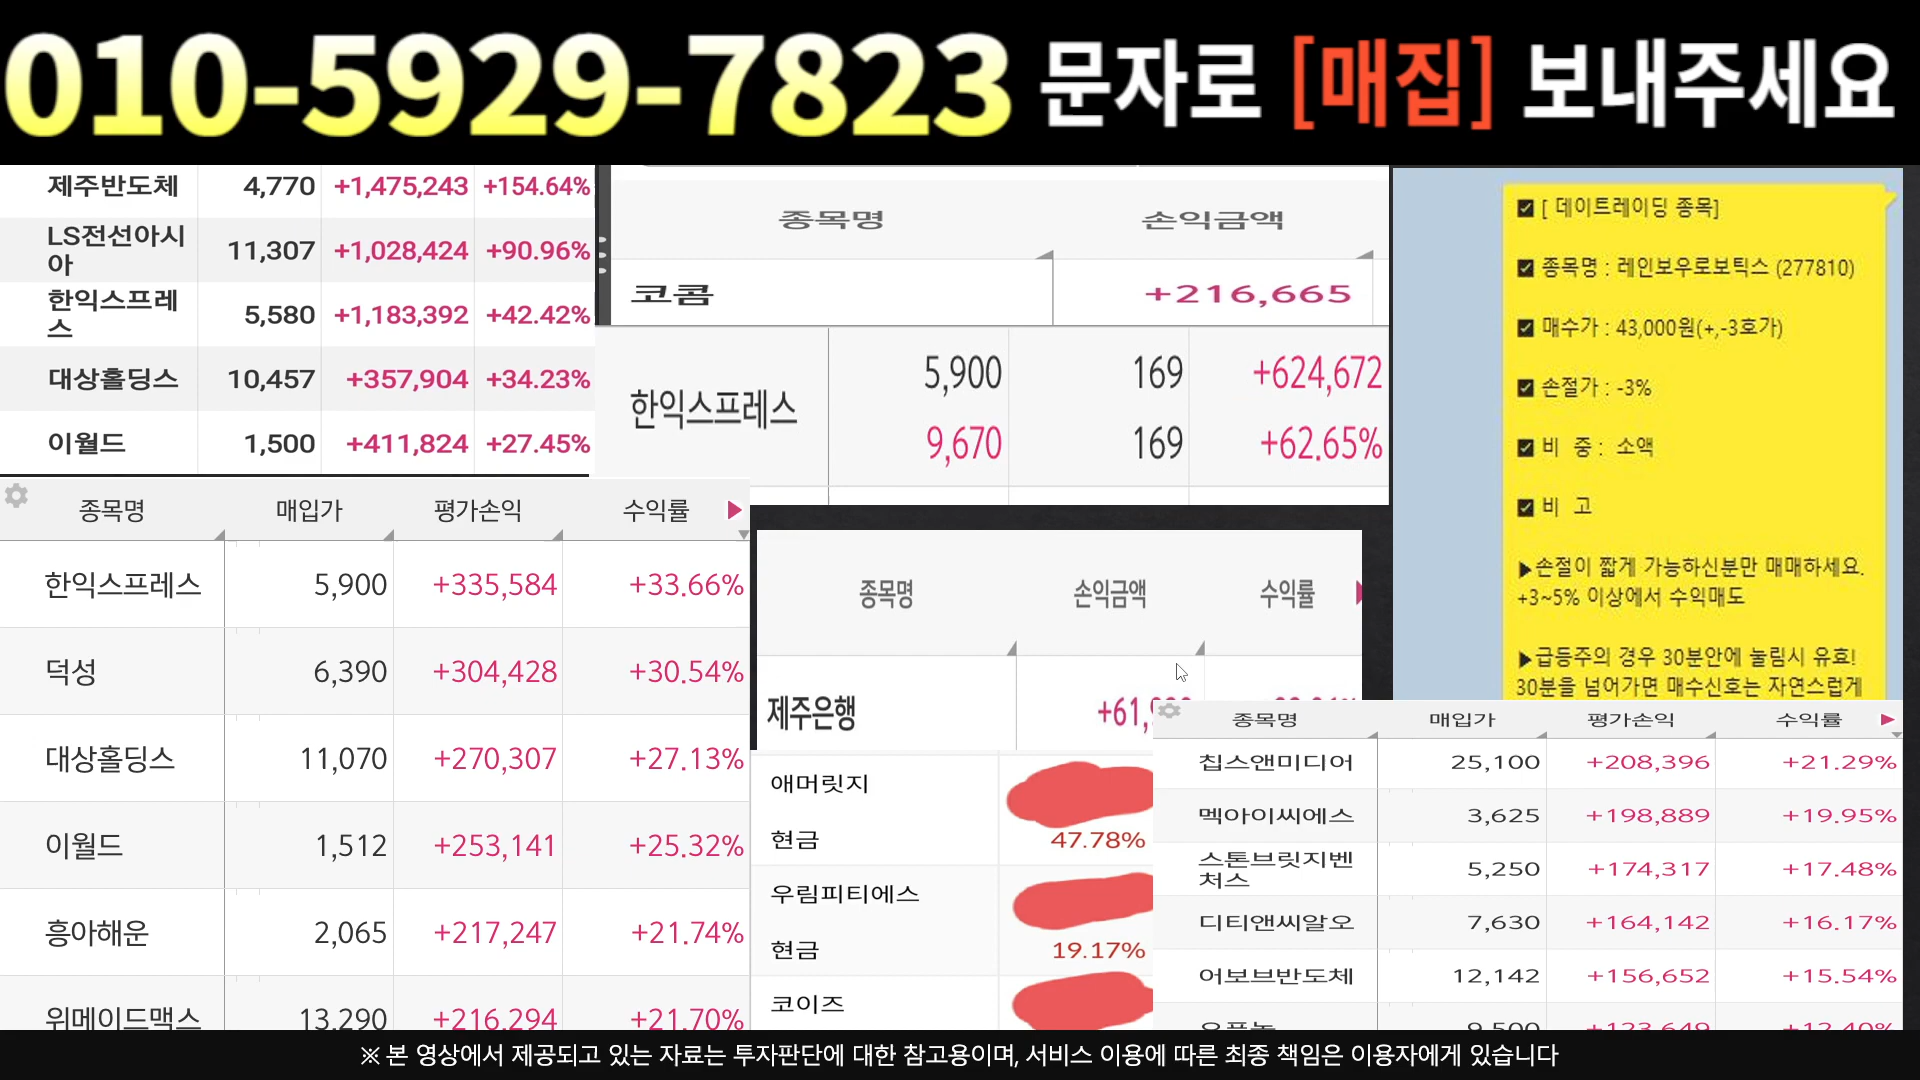 010-5929-7823 문자로 [매집] 보내주세요
제주반도체 4,770 +1,475,243 +154.64%
LS전선아시아 11,307 +1,028,424 +90.96%
한익스프레스 5,580 +1,183,392 +42.42%
대상홀딩스 10,457 +357,904 +34.23%
이월드 1,500 +411,824 +27.45%
종목명 손익금액
코콤 +216,665
한익스프레스
5,900 169 +624,672
9,670 169 +62.65%
[ 데이트레이딩 종목]
종목명 : 레인보우로보틱스 (277810)
매수가 : 43,000원(+,-3호가)
손절가 : -3%
비 중 : 소액
비 고
▶손절이 짧게 가능하신분만 매매하세요.
+3~5% 이상에서 수익매도
▶급등주의 경우 30분안에 눌림시 유효!
30분을 넘어가면 매수신호는 자연스럽게
종목명 매입가 평가손익 수익률
한익스프레스 5,900 +335,584 +33.66%
덕성 6,390 +304,428 +30.54%
대상홀딩스 11,070 +270,307 +27.13%
이월드 1,512 +253,141 +25.32%
흥아해운 2,065 +217,247 +21.74%
위메이드맥스 13,290 +216,294 +21.70%
종목명 손익금액 수익률
제주은행
애머릿지
현금 47.78%
우림피티에스
현금 19.17%
코이즈
종목명 매입가 평가손익 수익률
칩스앤미디어 25,100 +208,396 +21.29%
멕아이씨에스 3,625 +198,889 +19.95%
스톤브릿지벤처스 5,250 +174,317 +17.48%
디티앤씨알오 7,630 +164,142 +16.17%
어보브반도체 12,142 +156,652 +15.54%
※ 본 영상에서 제공되고 있는 자료는 투자판단에 대한 참고용이며, 서비스 이용에 따른 최종 책임은 이용자에게 있습니다